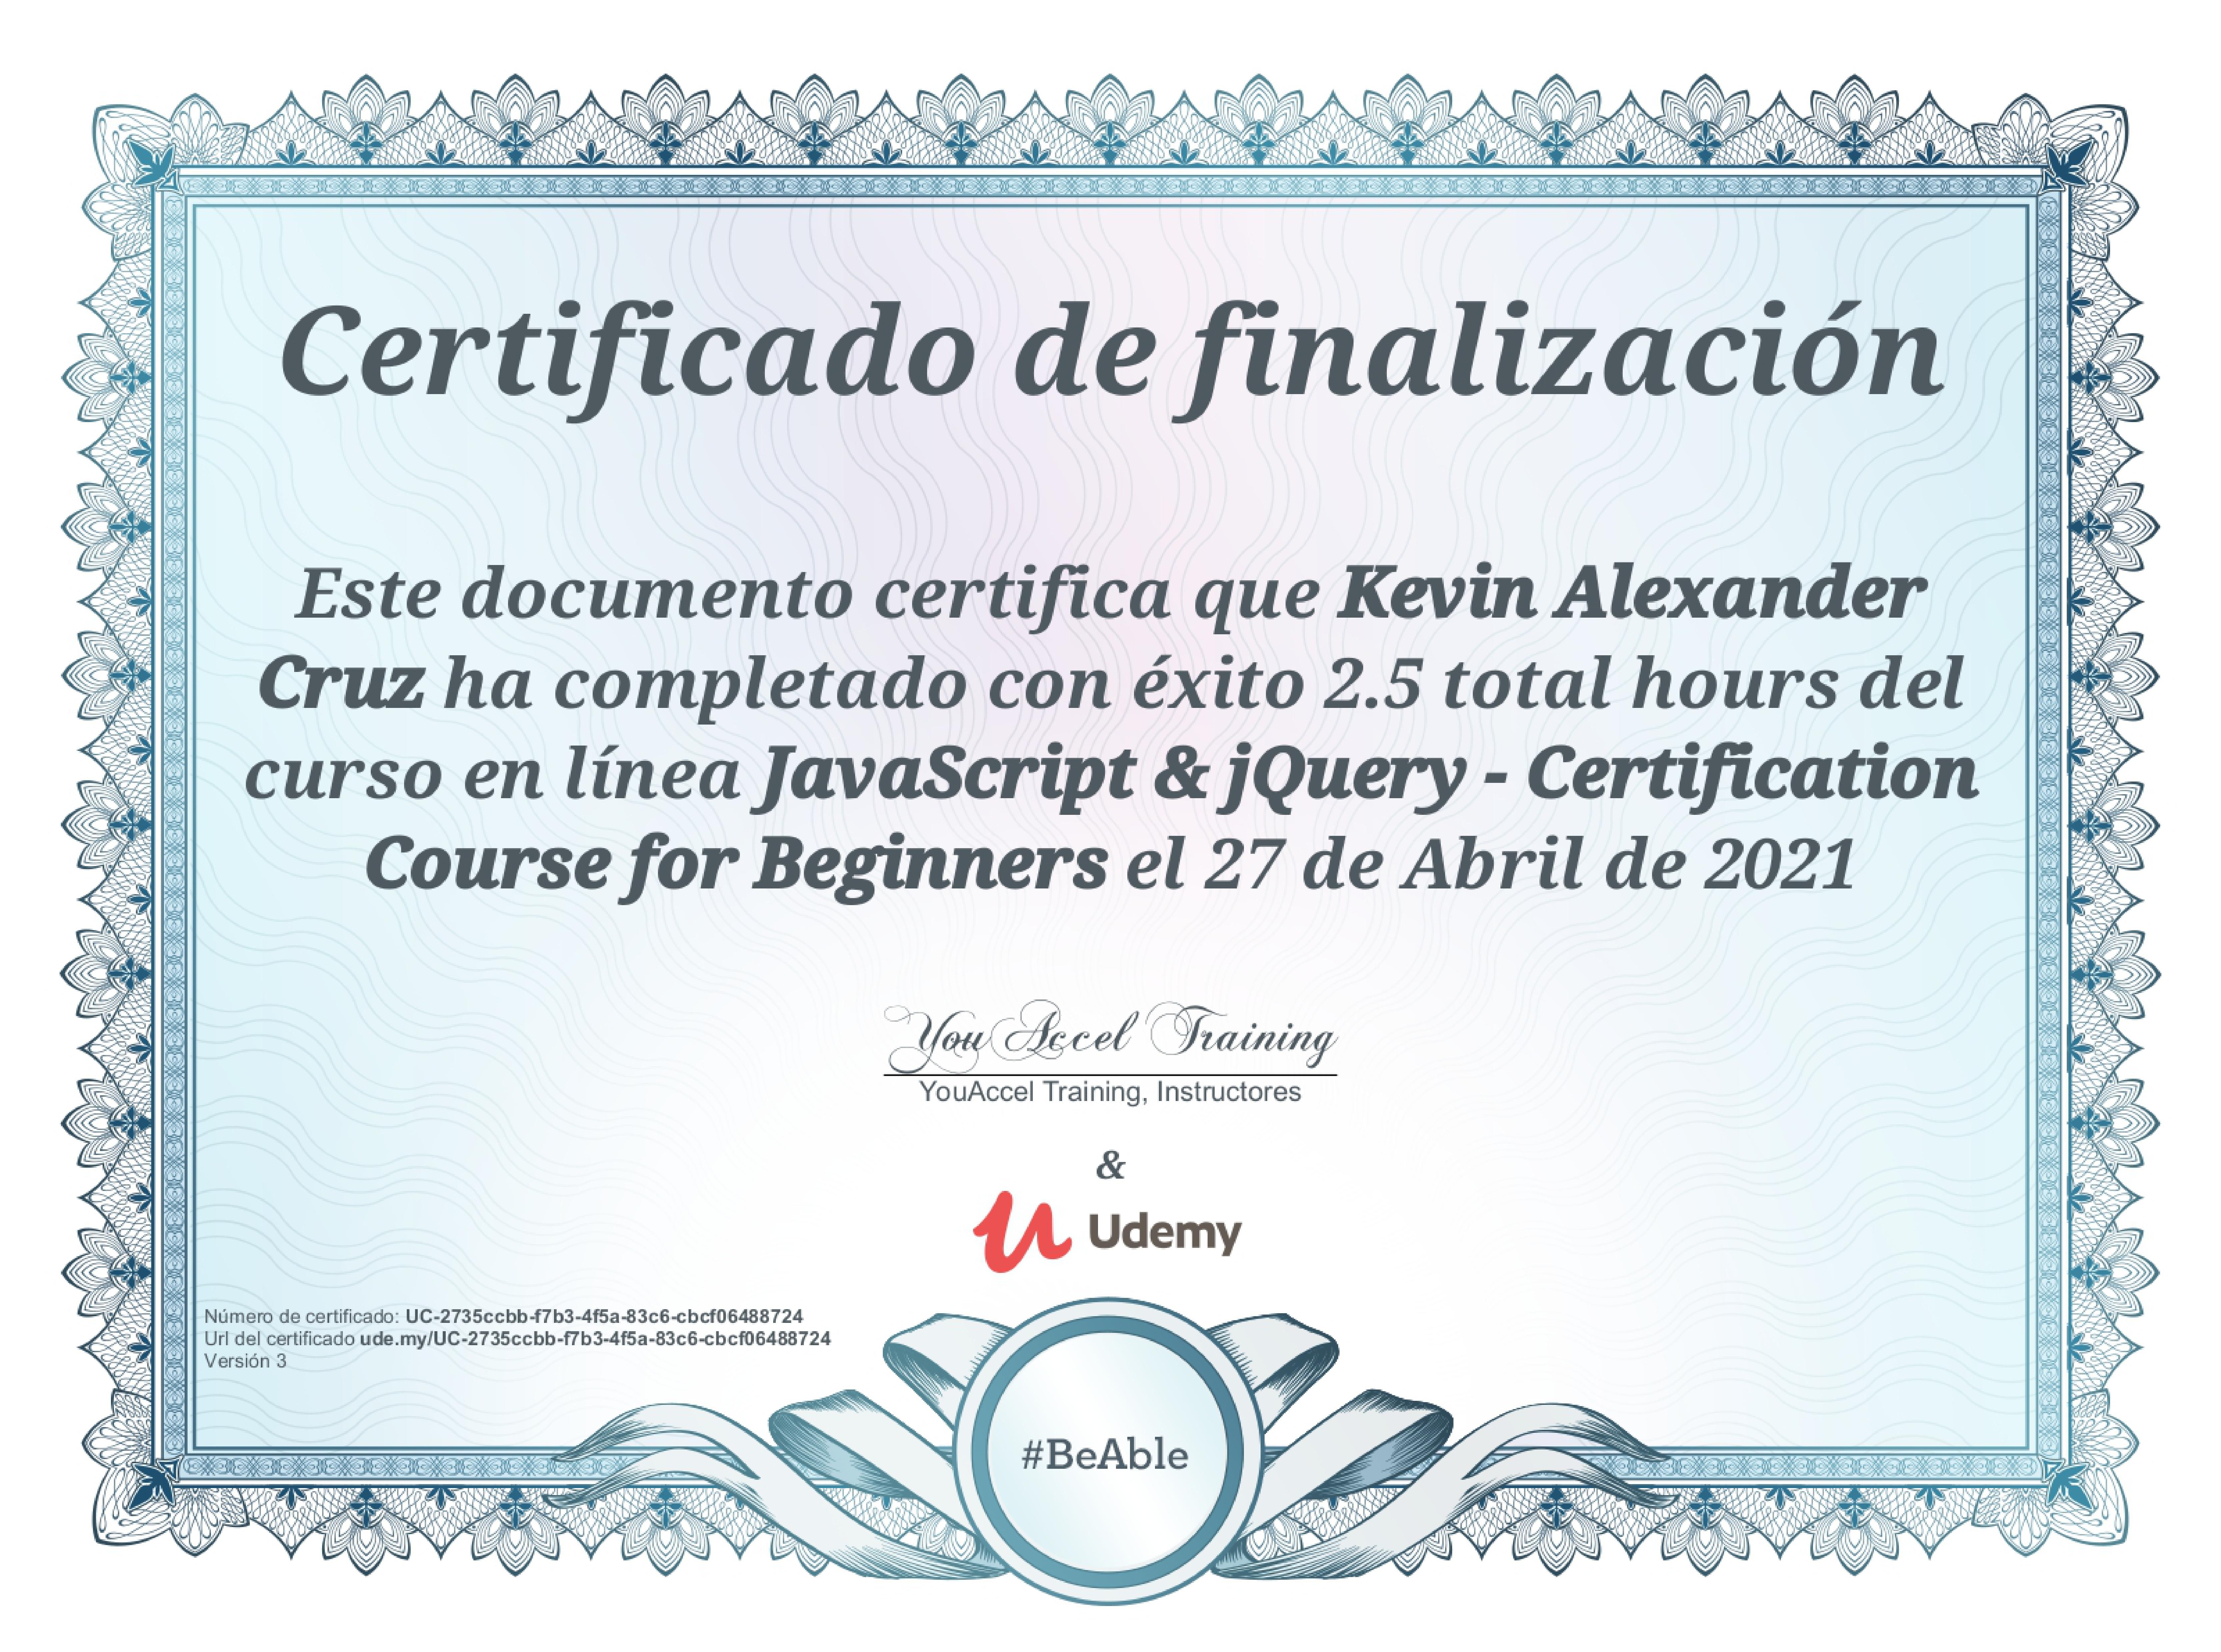 Certificado de finalización
Este documento certifica que Kevin Alexander
Cruz ha completado con éxito 2.5 total hours del
curso en línea JavaScript & jQuery - Certification
Course for Beginners el 27 de Abril de 2021
YouAccel Training
YouAccel Training, Instructores
&
Udemy
Número de certificado: UC-2735ccbb-f7b3-4f5a-83c6-cbcf06488724
Url del certificado ude.my/UC-2735ccbb-f7b3-4f5a-83c6-cbcf06488724
Versión 3
#BeAble